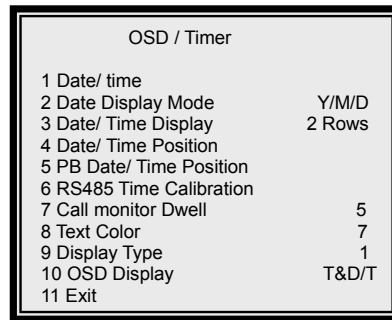 OSD / Timer
1 Date/ time
2 Date Display Mode Y/M/D
3 Date/ Time Display 2 Rows
4 Date/ Time Position
5 PB Date/ Time Position
6 RS485 Time Calibration
7 Call monitor Dwell 5
8 Text Color 7
9 Display Type 1
10 OSD Display T&D/T
11 Exit